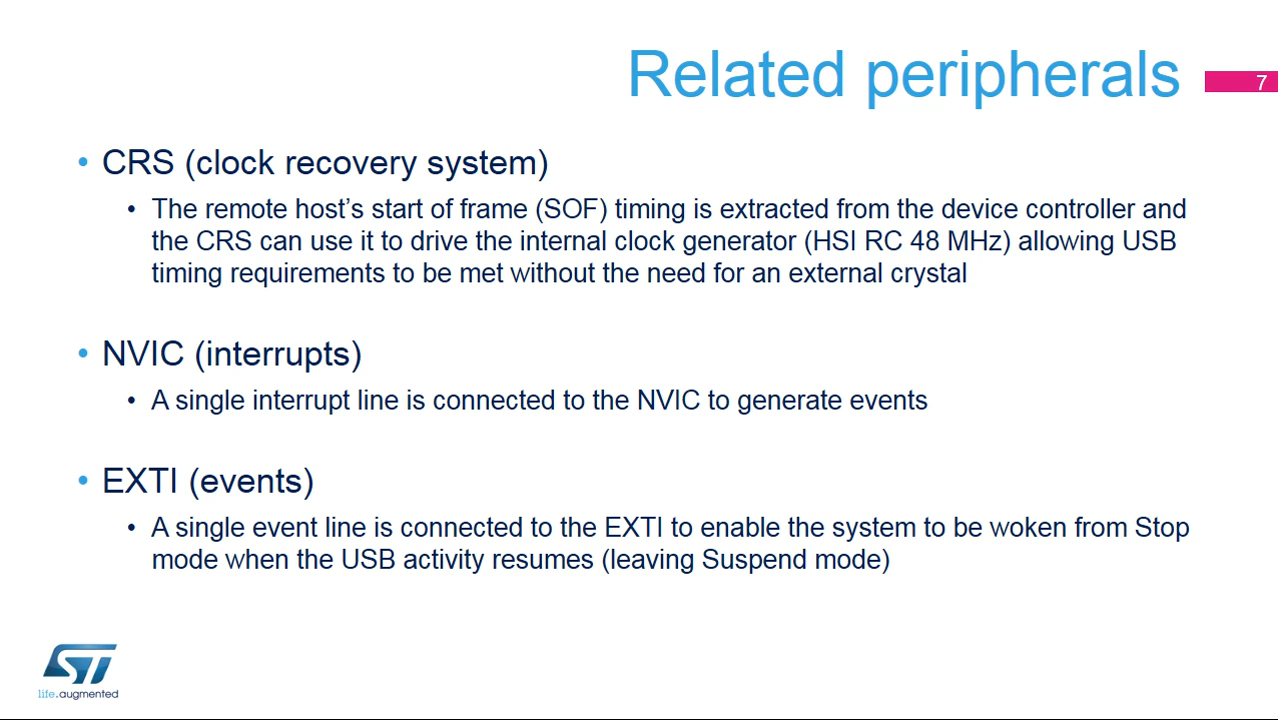 Related peripherals
7
• CRS (clock recovery system)
• The remote host’s start of frame (SOF) timing is extracted from the device controller and
the CRS can use it to drive the internal clock generator (HSI RC 48 MHz) allowing USB
timing requirements to be met without the need for an external crystal
• NVIC (interrupts)
• A single interrupt line is connected to the NVIC to generate events
• EXTI (events)
• A single event line is connected to the EXTI to enable the system to be woken from Stop
mode when the USB activity resumes (leaving Suspend mode)
ST
life.augmented